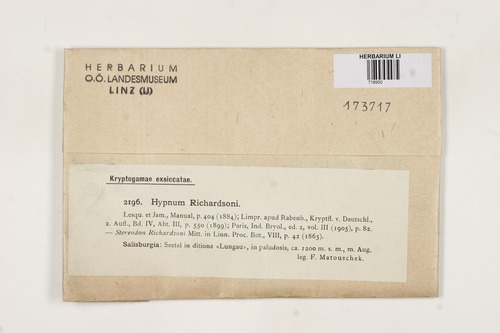 HERBARIUM
O.Ö. LANDESMUSEUM
LINZ (LI)
HERBARIUM LI
173717
Kryptogamae exsiccatae.
2196. Hypnum Richardsoni.
Lesqu. et Jam., Manual, p. 404 (1884); Limpr. apud Rabenh., Kryptfl. v. Deutschl.,
2. Aufl., Bd. IV, Abt. III, p. 550 (1899); Paris, Ind. Bryol., ed. 2, vol. III (1905), p. 82.
— Stereodon Richardsoni Mitt. in Linn. Proc. Bot., VIII, p. 42 (1865).
Salisburgia: Seetal in ditione «Lungau», in paludosis, ca. 1200 m. s. m., m. Aug.
leg. F. Matouschek.